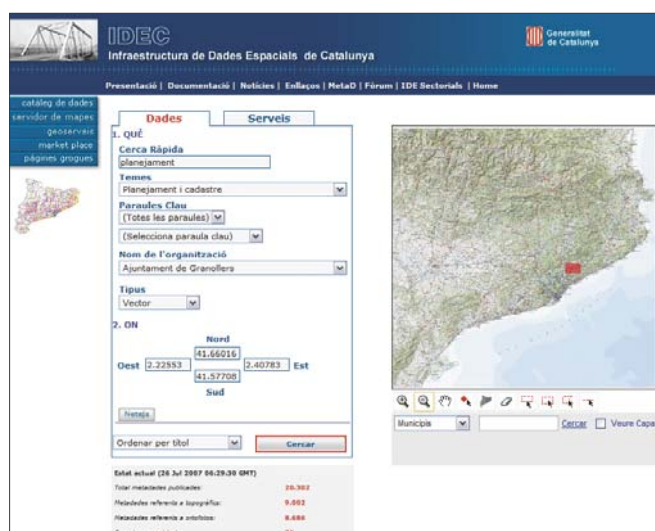 IDEC
Infraestructura de Dades Espacials de Catalunya
Generalitat
de Catalunya
Presentació | Documentació | Notícies | Enllaços | MetaD | Fòrum | IDE Sectorials | Home
catàleg de dades
servidor de mapes
geoserveis
market place
pàgines grogues
Dades Serveis
1. QUÈ
Cerca Ràpida
planejament
Temes
Planejament i cadastre
Paraules Clau
(Totes les paraules)
(Selecciona paraula clau)
Nom de l'organització
Ajuntament de Granollers
Tipus
Vector
2. ON
Nord
41.66016
Oest 2.22553 2.40783 Est
41.57708
Sud
Neteja
Ordenar per títol Cercar
Municipis Cercar Veure Capa
Estat actual (26 Jul 2007 06:29:30 GMT)
Total metadades publicades: 20.302
Metadades referents a topogràfic: 9.002
Metadades referents a ortofotos: 8.686